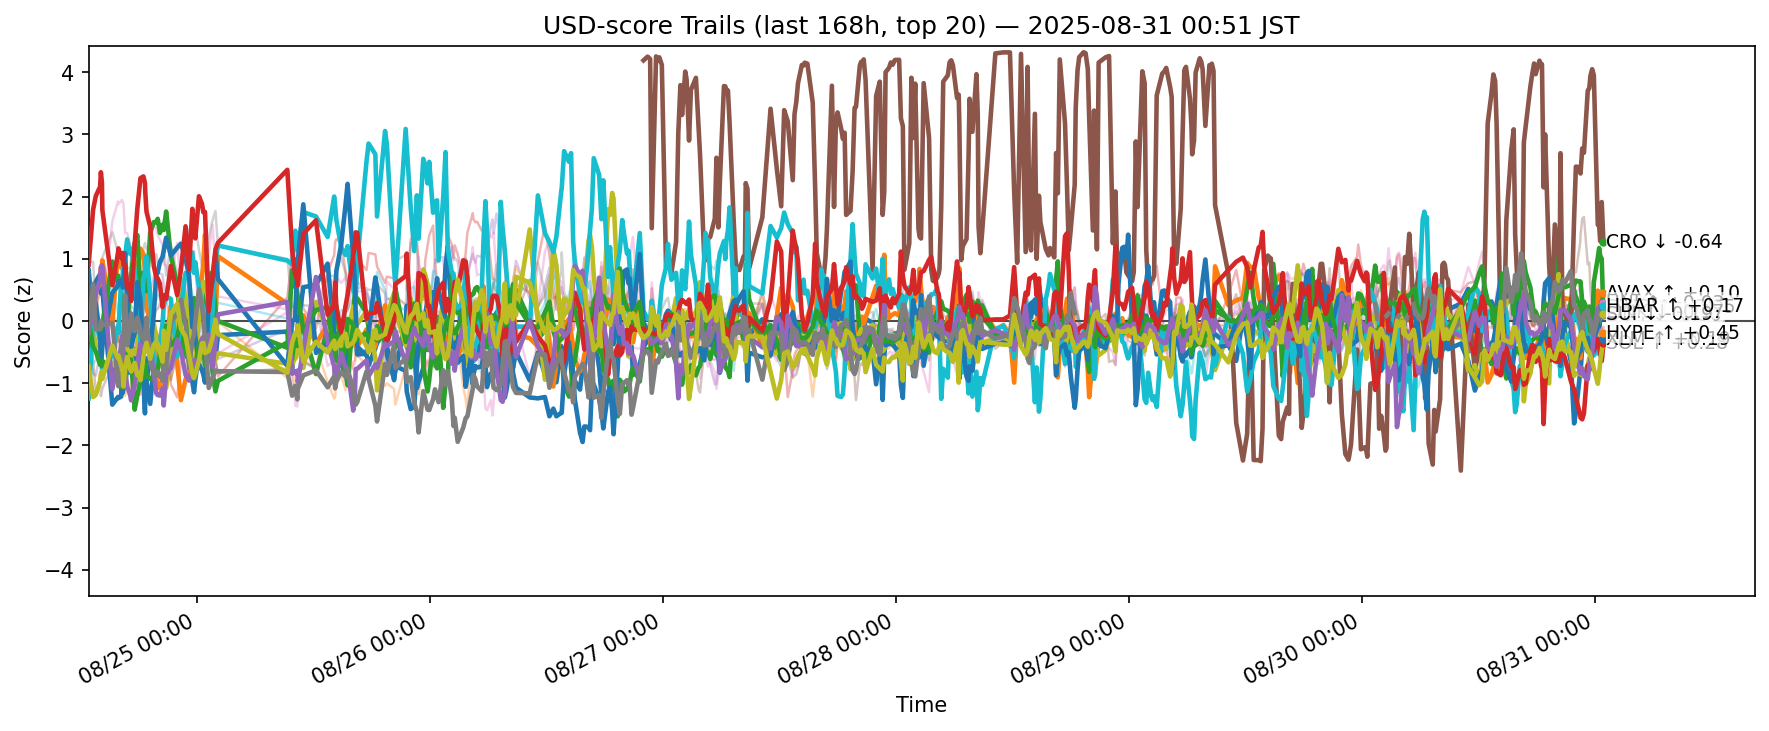 USD-score Trails (last 168h, top 20) — 2025-08-31 00:51 JST
Score (z)
4
3
2
1
0
−1
−2
−3
−4
CRO ↓ -0.64
AVAX ↑ +0.10
HBAR ↑ +0.17
HYPE ↑ +0.45
08/25 00:00
08/26 00:00
08/27 00:00
08/28 00:00
08/29 00:00
08/30 00:00
08/31 00:00
Time